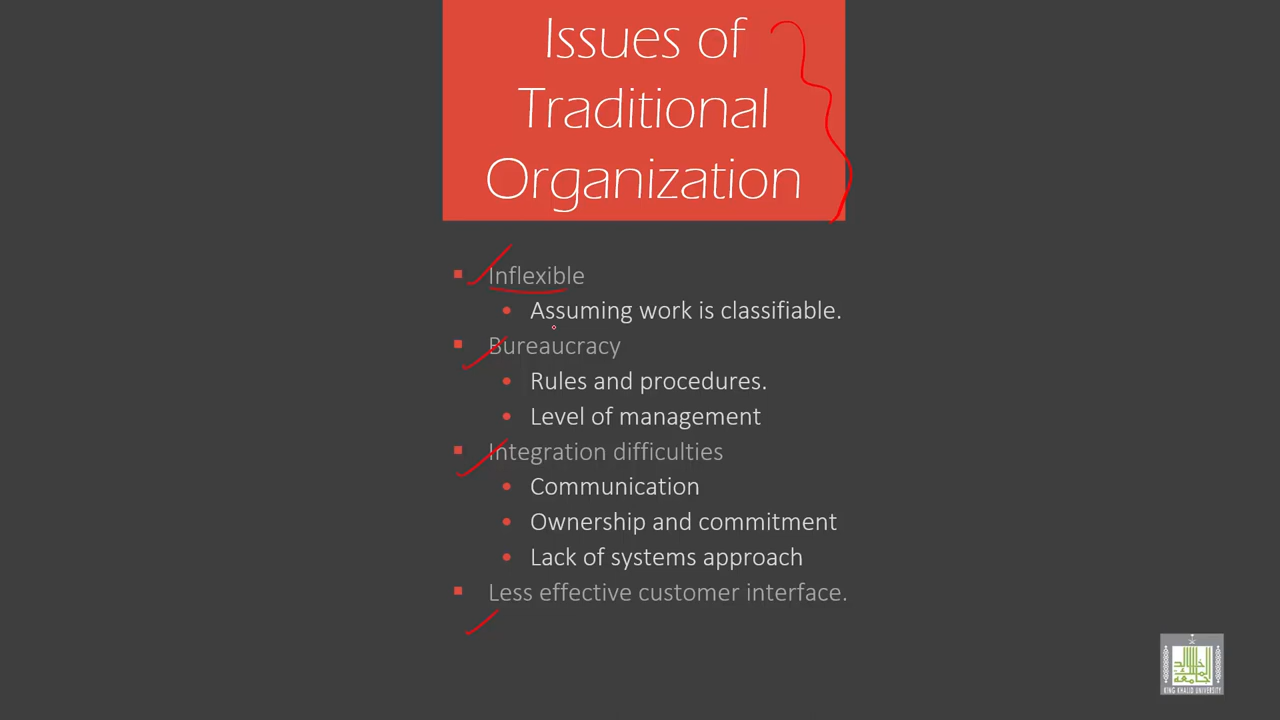 Issues of
Traditional
Organization
Inflexible
Assuming work is classifiable.
Bureaucracy
Rules and procedures.
Level of management
Integration difficulties
Communication
Ownership and commitment
Lack of systems approach
Less effective customer interface.
KING KHALID UNIVERSITY